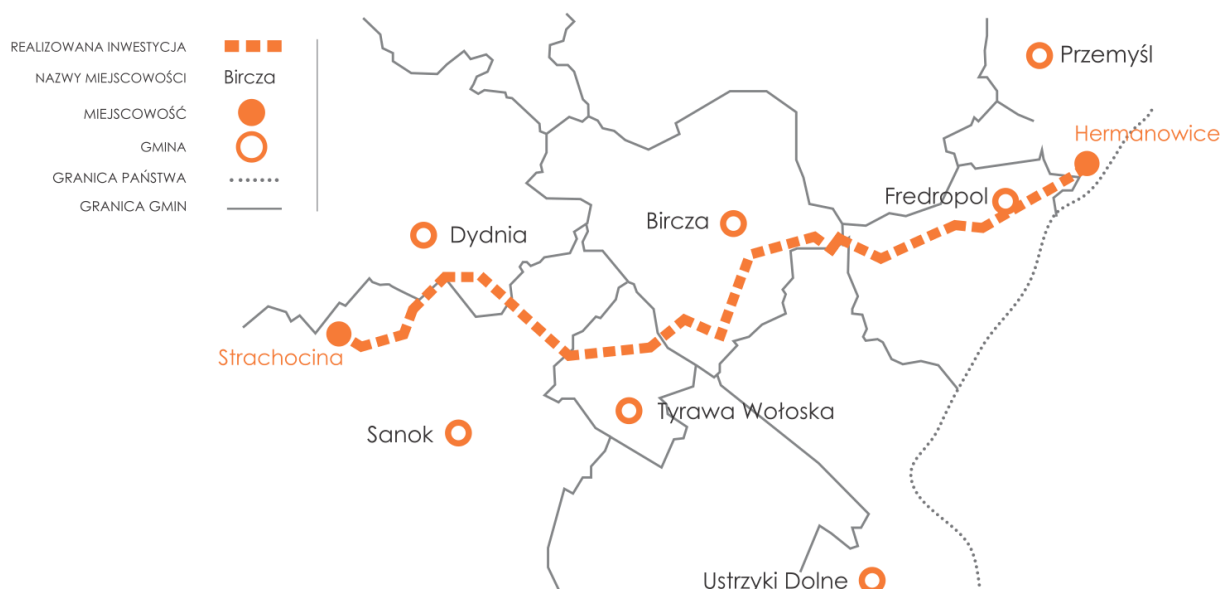 REALIZOWANA INWESTYCJA
NAZWY MIEJSCOWOŚCI Bircza
MIEJSCOWOŚĆ
GMINA
GRANICA PAŃSTWA
GRANICA GMIN
Przemyśl
Hermanowice
Fredropol
Bircza
Dydnia
Strachocina
Tyrawa Wołoska
Sanok
Ustrzyki Dolne